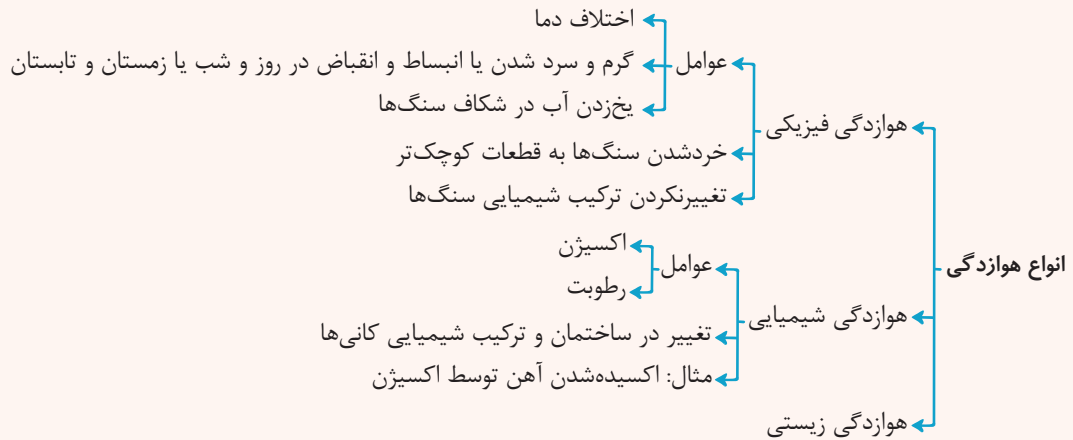 انواع هوازدگی
هوازدگی فیزیکی
عوامل
اختلاف دما
گرم و سرد شدن یا انبساط و انقباض در روز و شب یا زمستان و تابستان
یخ‌زدن آب در شکاف سنگ‌ها
خردشدن سنگ‌ها به قطعات کوچک‌تر
تغییرنکردن ترکیب شیمیایی سنگ‌ها
هوازدگی شیمیایی
عوامل
اکسیژن
رطوبت
تغییر در ساختمان و ترکیب شیمیایی کانی‌ها
مثال: اکسیده‌شدن آهن توسط اکسیژن
هوازدگی زیستی